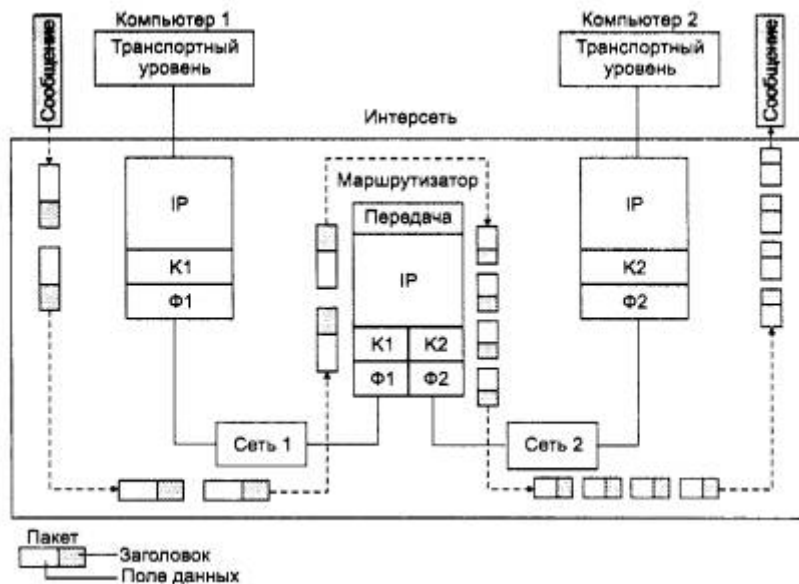 Компьютер 1
Компьютер 2
Сообщение
Транспортный
уровень
Транспортный
уровень
Сообщение
Интерсеть
IP
К1
Ф1
Маршрутизатор
Передача
IP
К1
К2
Ф1
Ф2
IP
К2
Ф2
Сеть 1
Сеть 2
Пакет
Заголовок
Поле данных